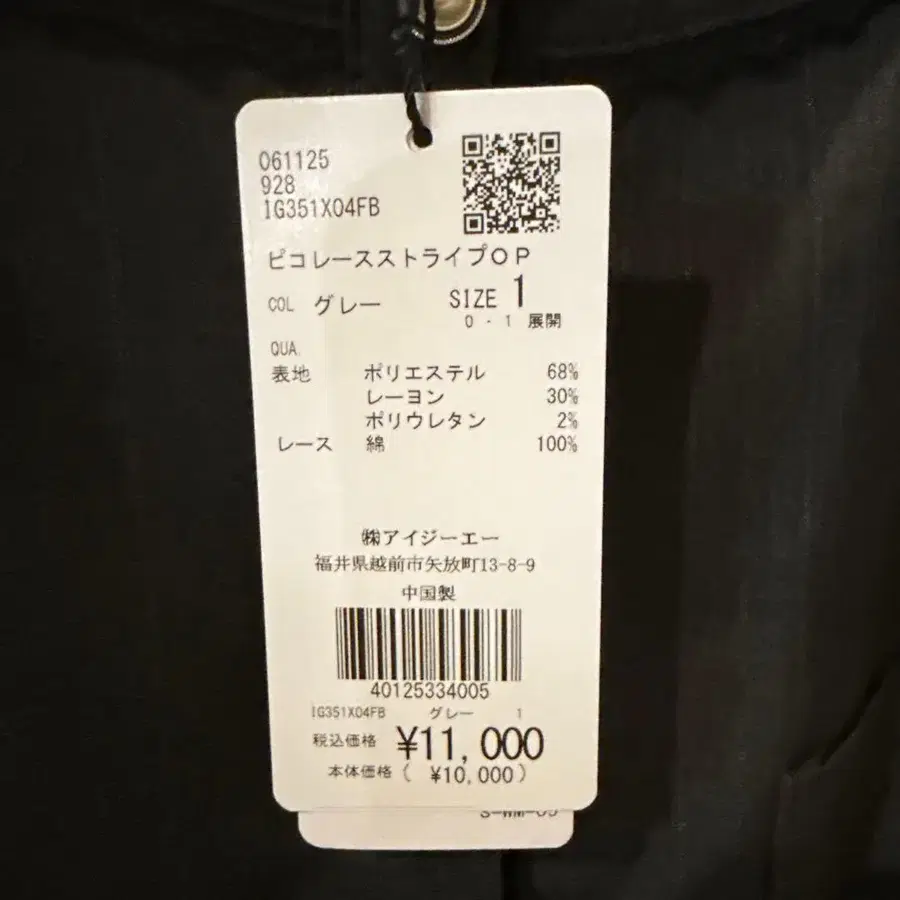 061125
928
1G351X04FB
ピコレースストライプOP
COL グレー SIZE 1
0 - 1 展開
QUA.
表地 ポリエステル 68%
レーヨン 30%
ポリウレタン 2%
レース 綿 100%
㈱アイジーエー
福井県越前市矢放町13-8-9
中国製
40125334005
1G351X04FB グレー 1
税込価格 ¥11,000
本体価格( ¥10,000)